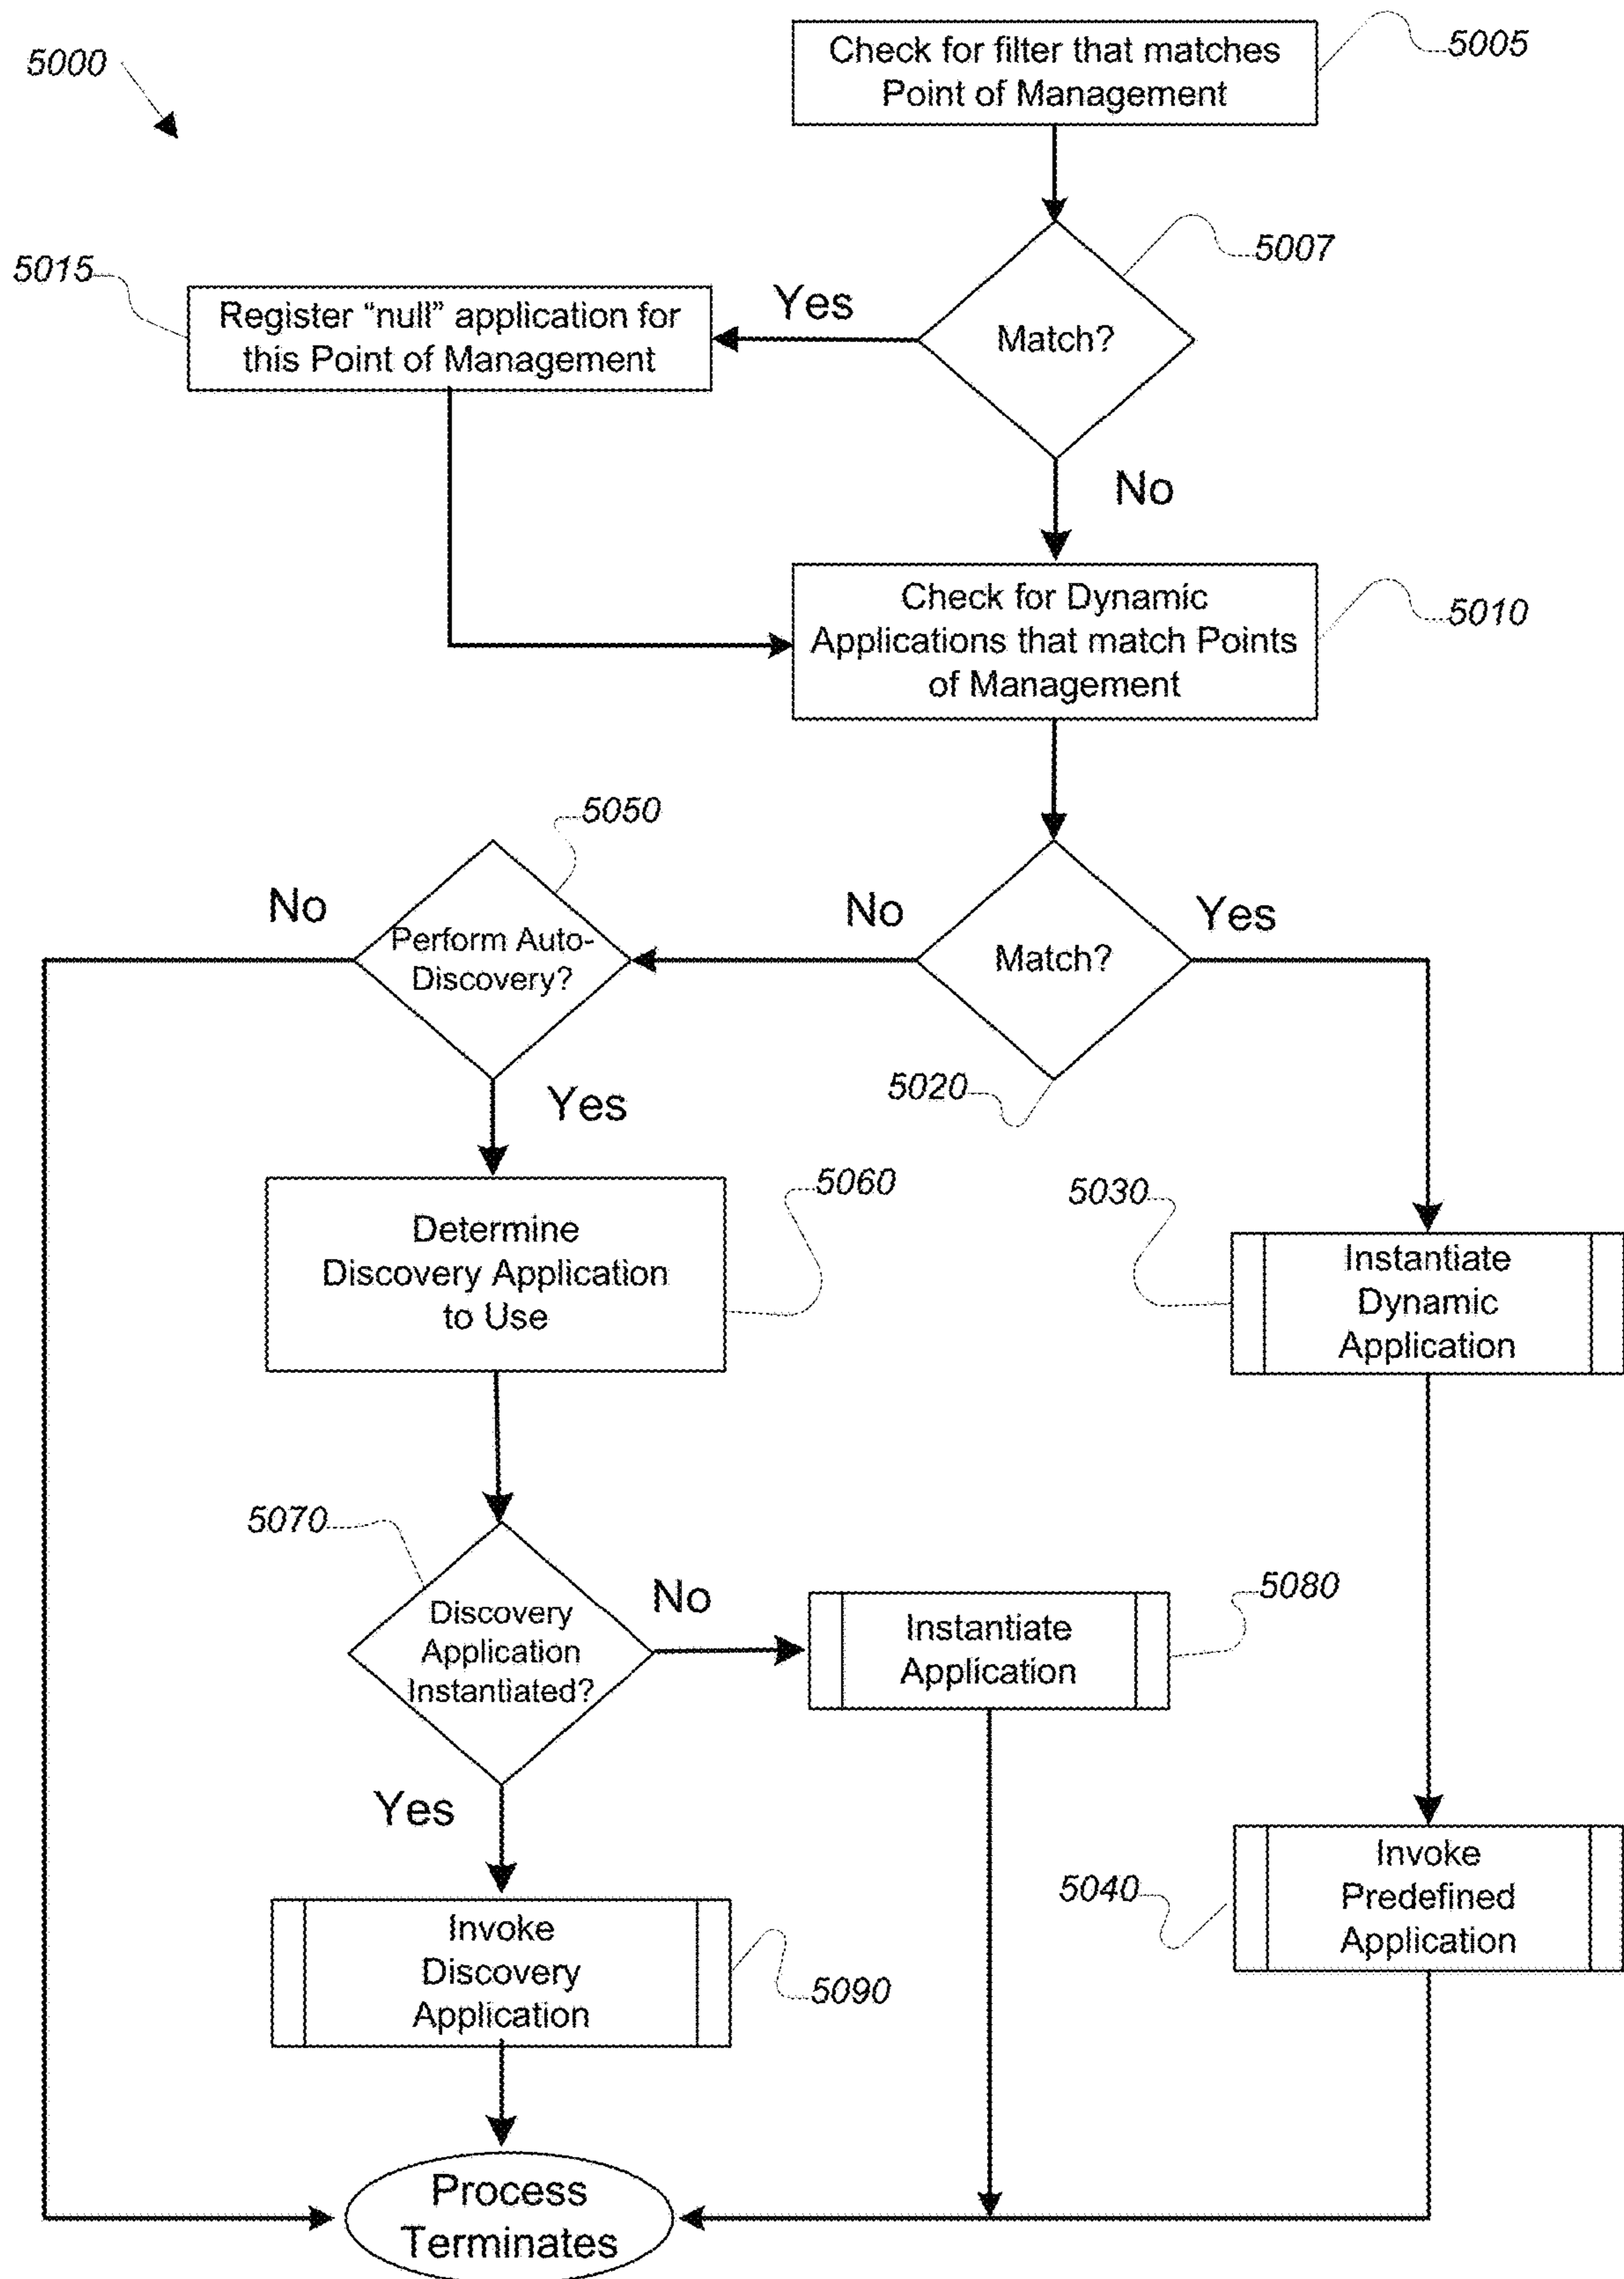 5000
Check for filter that matches
Point of Management
5005
5007
5015
Register “null” application for
this Point of Management
Yes
Match?
No
Check for Dynamic
Applications that match Points
of Management
5010
5050
No
Perform Auto-
Discovery?
No
Match?
Yes
5020
Yes
5060
5030
Determine
Discovery Application
to Use
Instantiate
Dynamic
Application
5070
Discovery
Application
Instantiated?
No
Instantiate
Application
5080
Yes
Invoke
Discovery
Application
5090
5040
Invoke
Predefined
Application
Process
Terminates